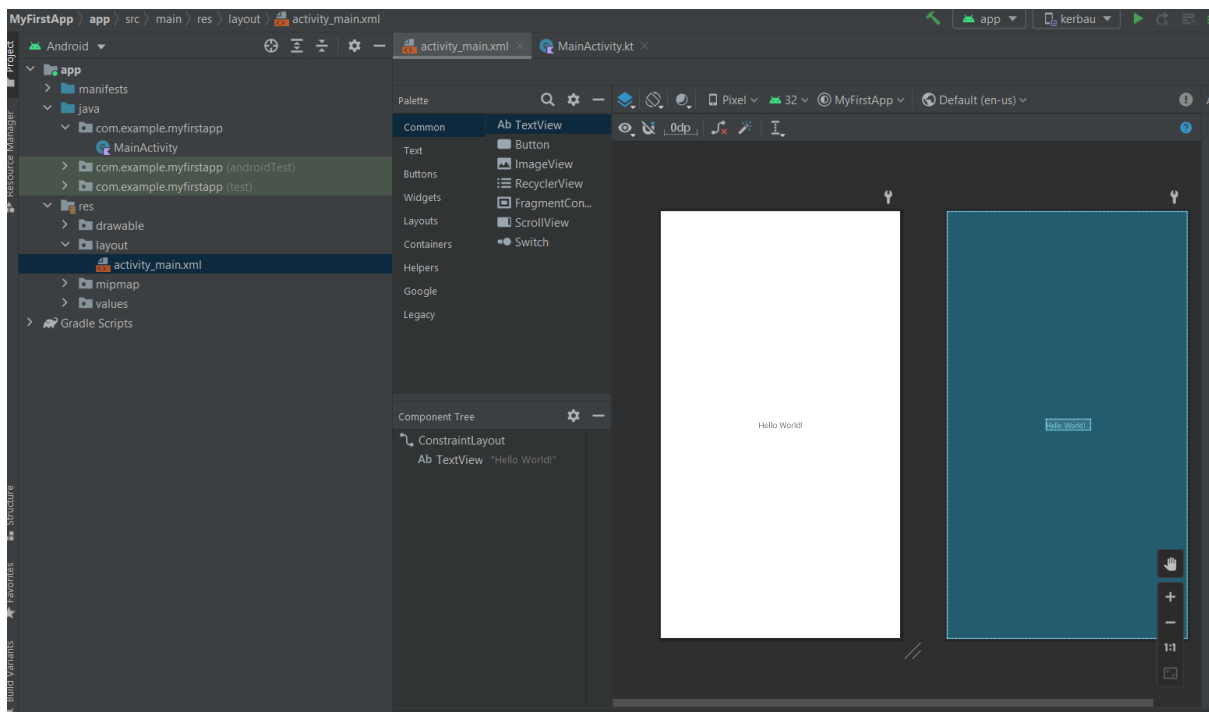 MyFirstApp app src main res layout activity_main.xml
app kerbau
Project
Resource Manager
Structure
Favorites
Build Variants
Android
app
manifests
java
com.example.myfirstapp
MainActivity
com.example.myfirstapp (androidTest)
com.example.myfirstapp (test)
res
drawable
layout
activity_main.xml
mipmap
values
Gradle Scripts
activity_main.xml MainActivity.kt
Palette
Common
Text
Buttons
Widgets
Layouts
Containers
Helpers
Google
Legacy
Ab TextView
Button
ImageView
RecyclerView
FragmentCon...
ScrollView
Switch
Component Tree
ConstraintLayout
Ab TextView "Hello World!"
Pixel 32 MyFirstApp Default (en-us)
0dp
Hello World!
Hello World!
1:1